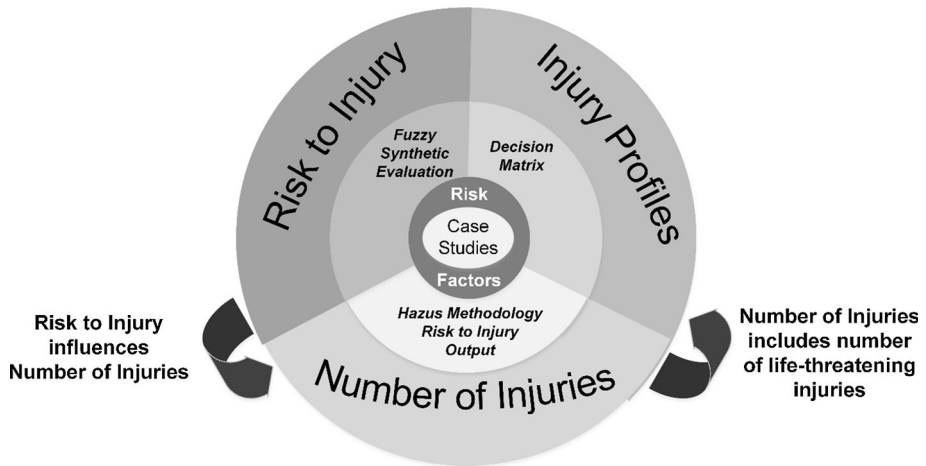 Risk to Injury
Injury Profiles
Fuzzy
Synthetic
Evaluation
Decision
Matrix
Risk
Case
Studies
Factors
Hazus Methodology
Risk to Injury
Output
Number of Injuries
Risk to Injury
influences
Number of Injuries
Number of Injuries
includes number
of life-threatening
injuries